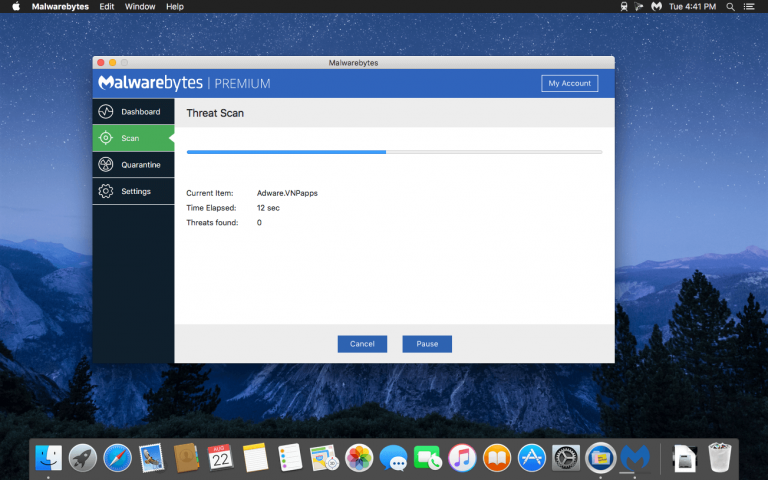 Malwarebytes Edit Window Help Tue 4:41 PM
Malwarebytes
Malwarebytes | PREMIUM
My Account
Dashboard
Scan
Quarantine
Settings
Threat Scan
Current Item: Adware.VNPapps
Time Elapsed: 12 sec
Threats found: 0
Cancel
Pause
AUG
22